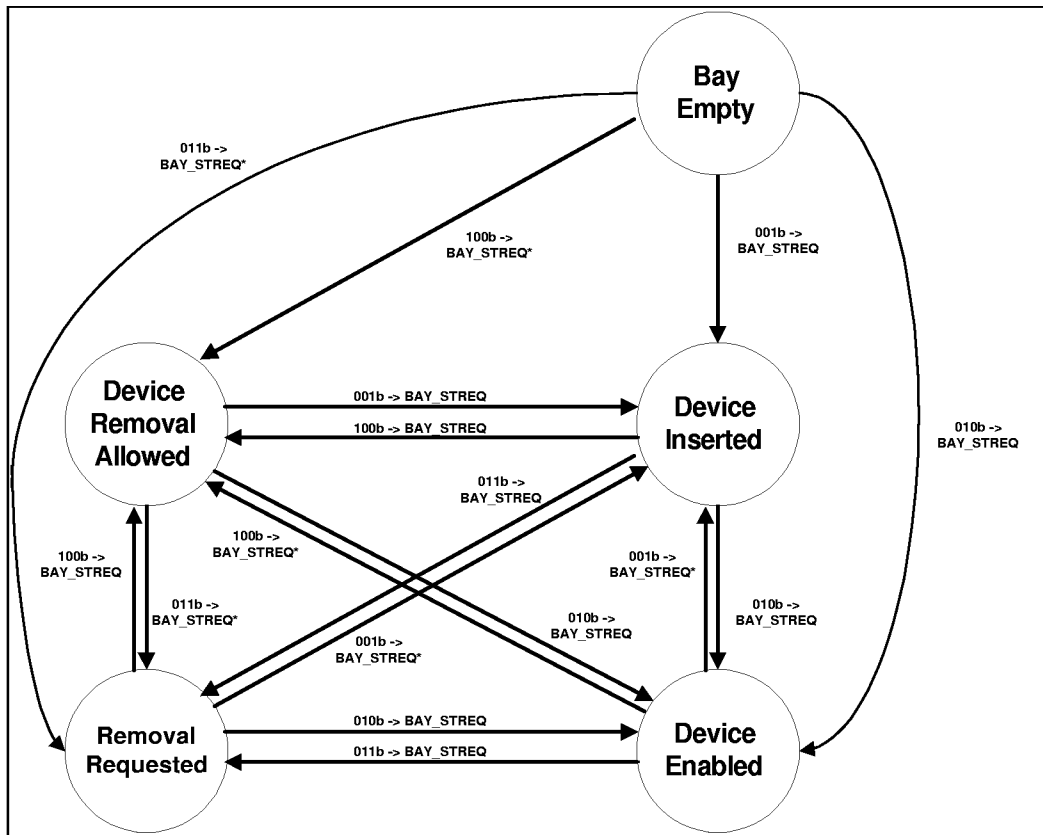 Bay
Empty
011b ->
BAY_STREQ*
100b ->
BAY_STREQ*
001b ->
BAY_STREQ
Device
Removal
Allowed
001b -> BAY_STREQ
100b -> BAY_STREQ
Device
Inserted
010b ->
BAY_STREQ
011b ->
BAY_STREQ
100b ->
BAY_STREQ
100b ->
BAY_STREQ*
001b ->
BAY_STREQ*
011b ->
BAY_STREQ*
001b ->
BAY_STREQ*
010b ->
BAY_STREQ
010b ->
BAY_STREQ
Removal
Requested
010b -> BAY_STREQ
011b -> BAY_STREQ
Device
Enabled